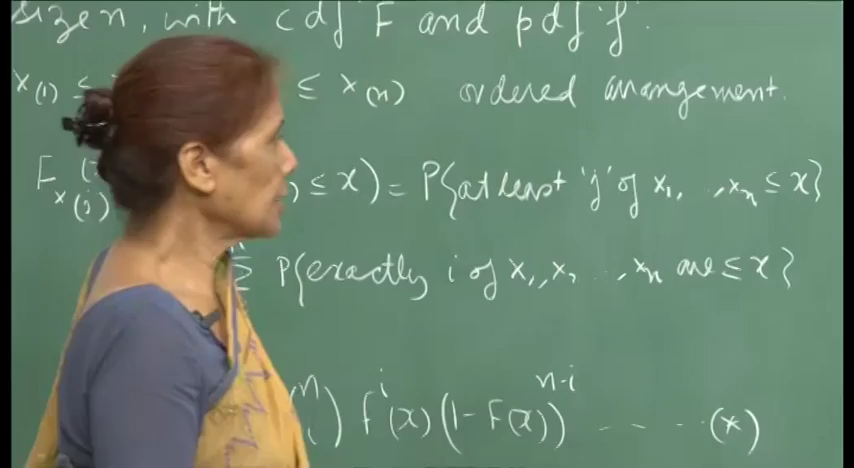 size n, with cdf F and pdf f.
X(1) ≤ ≤ X(n) ordered arrangement.
F X(j) ≤ x) = P{at least 'j' of X1, . , Xn ≤ x}
Σ P{exactly i of X1, X2, . . , Xn are ≤ x}
(n i) F^i(x) (1 - F(x))^n-i -- -- (*)